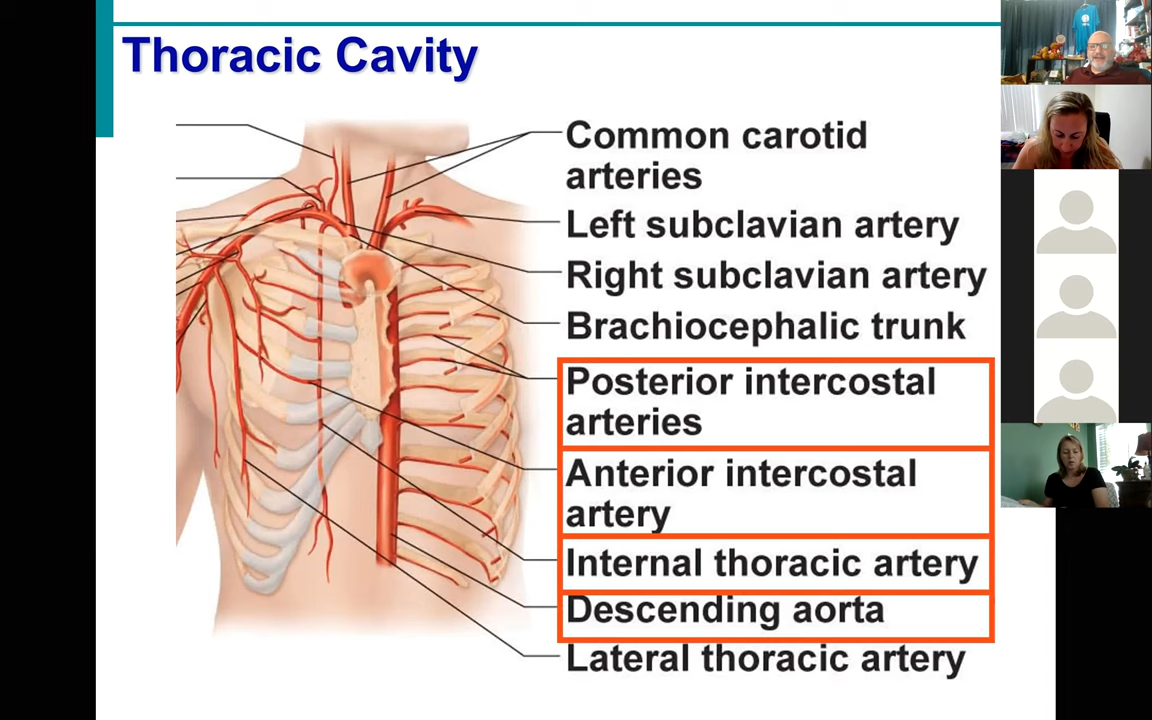 Thoracic Cavity
Common carotid
arteries
Left subclavian artery
Right subclavian artery
Brachiocephalic trunk
Posterior intercostal
arteries
Anterior intercostal
artery
Internal thoracic artery
Descending aorta
Lateral thoracic artery